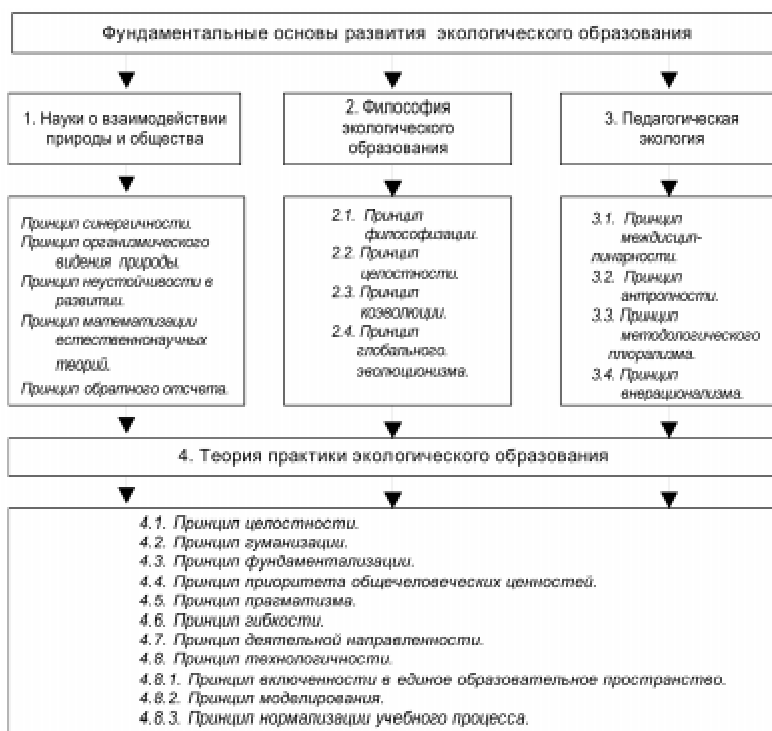 Фундаментальные основы развития экологического образования
1. Науки о взаимодействии
природы и общества
2. Философия
экологического
образования
3. Педагогическая
экология
Принцип синергичности.
Принцип организмического
видения природы.
Принцип неустойчивости в
развитии.
Принцип математизации
естественнонаучных
теорий.
Принцип обратного отсчета.
2.1. Принцип
философизации.
2.2. Принцип
целостности.
2.3. Принцип
коэволюции.
2.4. Принцип
глобального
эволюционизма.
3.1. Принцип
междисцип-
линарности.
3.2. Принцип
антропности.
3.3. Принцип
методологического
плюрализма.
3.4. Принцип
внерационализма.
4. Теория практики экологического образования
4.1. Принцип целостности.
4.2. Принцип гуманизации.
4.3. Принцип фундаментализации.
4.4. Принцип приоритета общечеловеческих ценностей.
4.5. Принцип прагматизма.
4.6. Принцип гибкости.
4.7. Принцип деятельной направленности.
4.8. Принцип технологичности.
4.8.1. Принцип включенности в единое образовательное пространство.
4.8.2. Принцип моделирования.
4.8.3. Принцип нормализации учебного процесса.